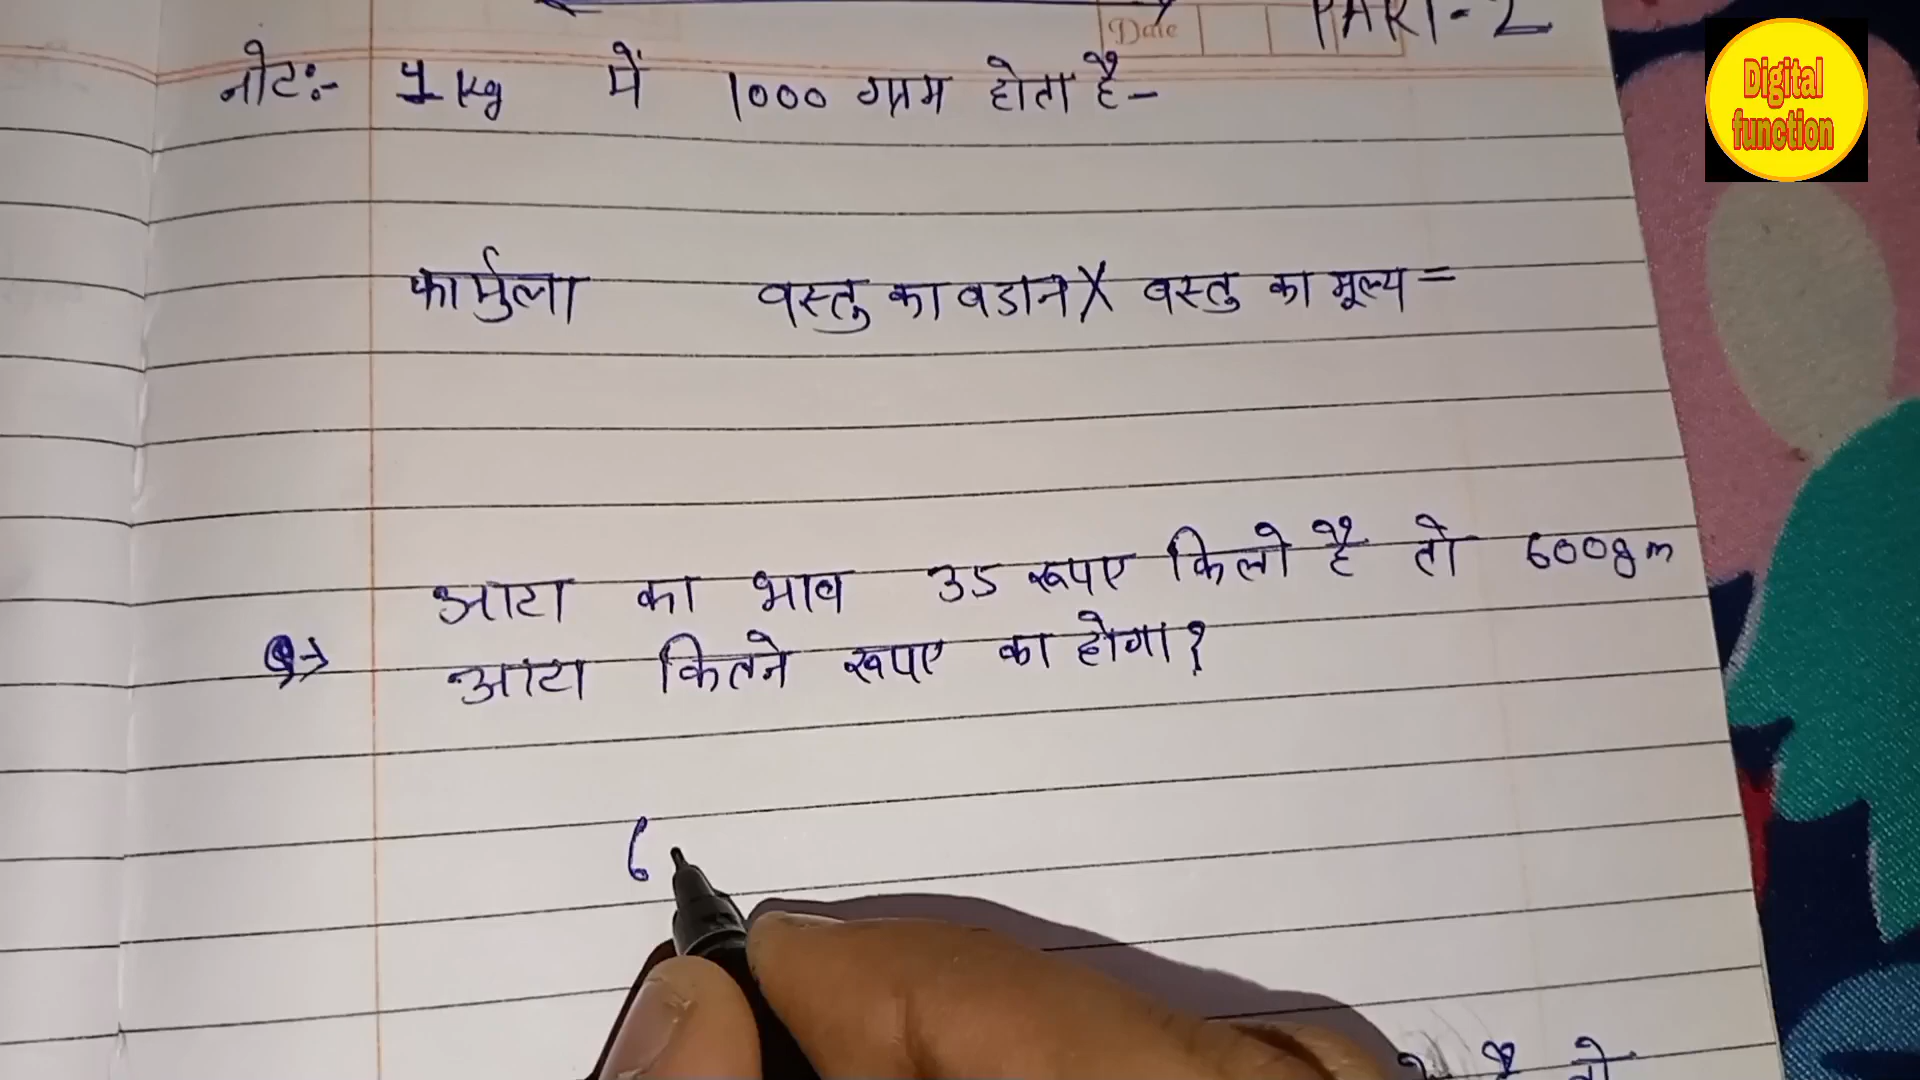 Date
PART-2
Digital
function
नोट:- 1 kg में 1000 ग्राम होता है-
फार्मुला वस्तु का वजन X वस्तु का मूल्य =
आटा का भाव 35 रूपए किलो है तो 600gm
Q→ आटा कितने रूपए का होगा?
6
है तो